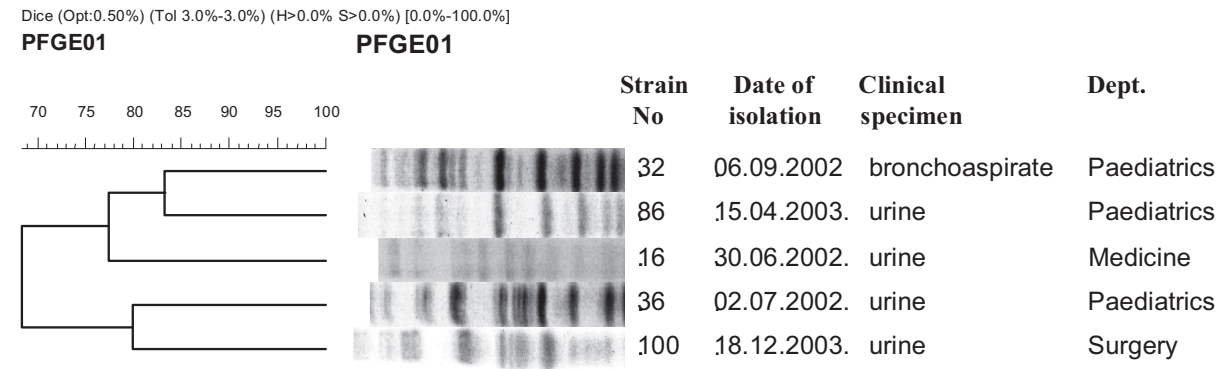 Dice (Opt:0.50%) (Tol 3.0%-3.0%) (H>0.0% S>0.0%) [0.0%-100.0%]
PFGE01 PFGE01
Strain Date of Clinical Dept.
70 75 80 85 90 95 100 No isolation specimen
32 06.09.2002 bronchoaspirate Paediatrics
86 15.04.2003. urine Paediatrics
16 30.06.2002. urine Medicine
36 02.07.2002. urine Paediatrics
100 18.12.2003. urine Surgery